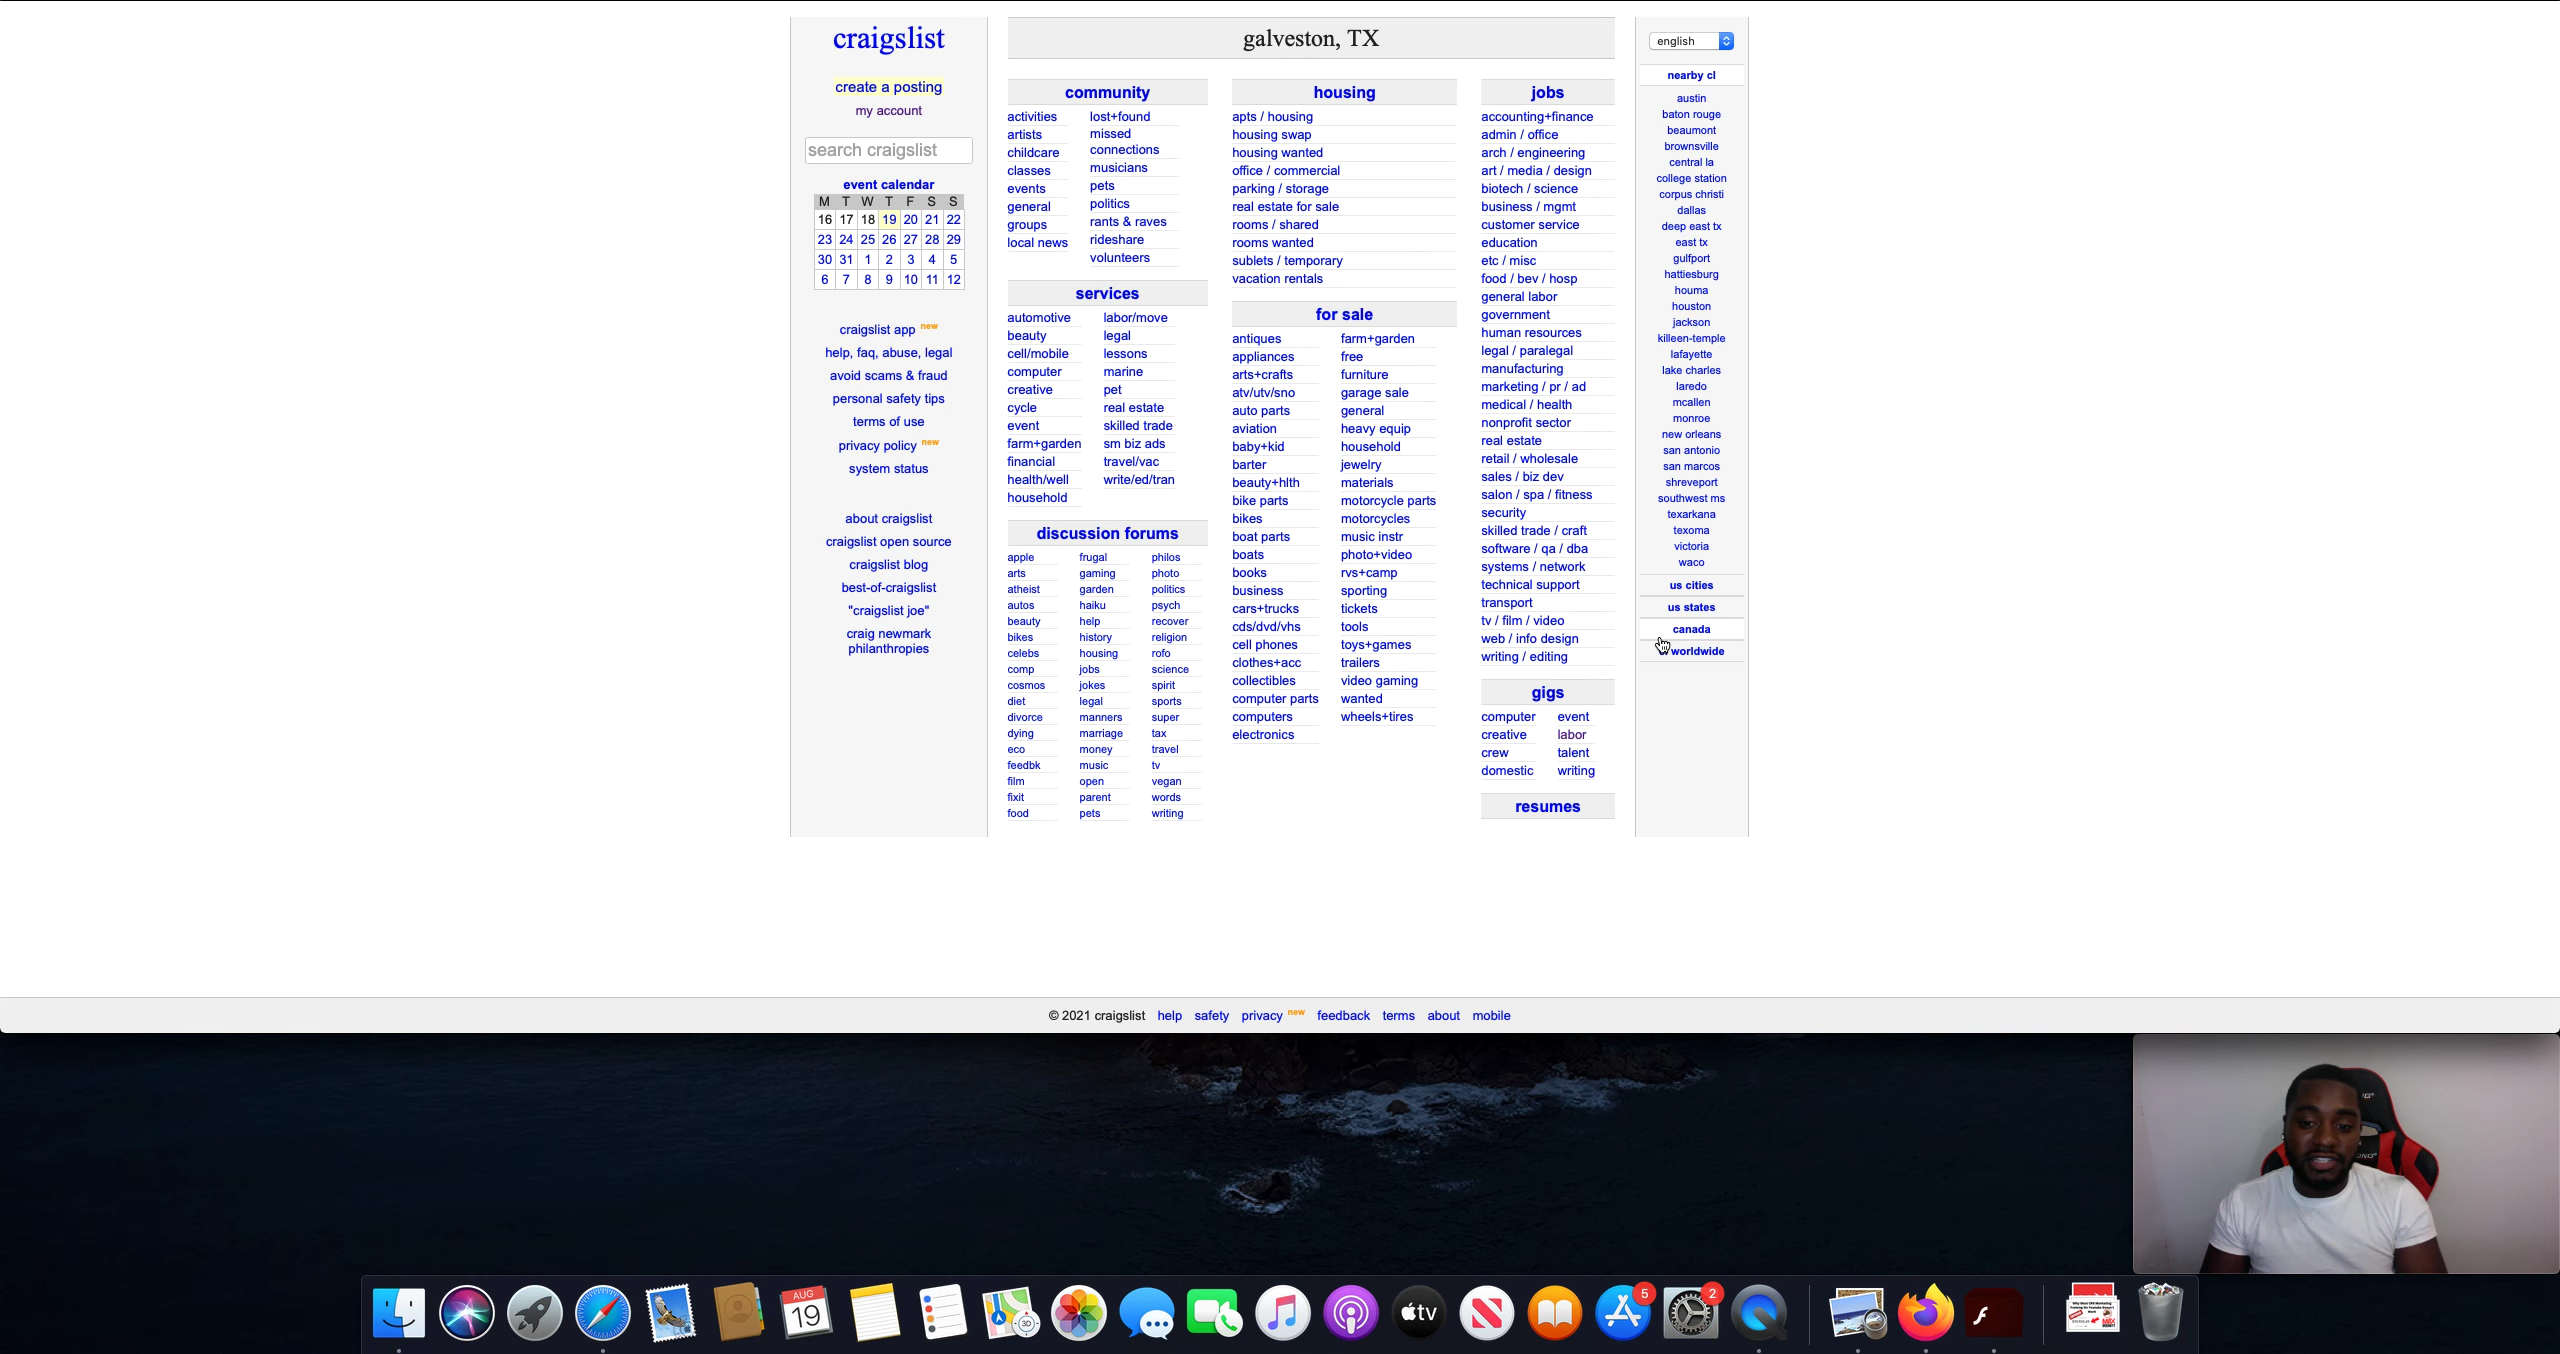 craigslist
create a posting
my account
search craigslist
event calendar
M T W T F S S
16 17 18 19 20 21 22
23 24 25 26 27 28 29
30 31 1 2 3 4 5
6 7 8 9 10 11 12
craigslist app new
help, faq, abuse, legal
avoid scams & fraud
personal safety tips
terms of use
privacy policy new
system status
about craigslist
craigslist open source
craigslist blog
best-of-craigslist
"craigslist joe"
craig newmark
philanthropies
galveston, TX
community
activities
artists
childcare
classes
events
general
groups
local news
lost+found
missed
connections
musicians
pets
politics
rants & raves
rideshare
volunteers
services
automotive
beauty
cell/mobile
computer
creative
cycle
event
farm+garden
financial
health/well
household
labor/move
legal
lessons
marine
pet
real estate
skilled trade
sm biz ads
travel/vac
write/ed/tran
discussion forums
apple
arts
atheist
autos
beauty
bikes
celebs
comp
cosmos
diet
divorce
dying
eco
feedbk
film
fixit
food
frugal
gaming
garden
haiku
help
history
housing
jobs
jokes
legal
manners
marriage
money
music
open
parent
pets
philos
photo
politics
psych
recover
religion
rofo
science
spirit
sports
super
tax
travel
tv
vegan
words
writing
housing
apts / housing
housing swap
housing wanted
office / commercial
parking / storage
real estate for sale
rooms / shared
rooms wanted
sublets / temporary
vacation rentals
for sale
antiques
appliances
arts+crafts
atv/utv/sno
auto parts
aviation
baby+kid
barter
beauty+hlth
bike parts
bikes
boat parts
boats
books
business
cars+trucks
cds/dvd/vhs
cell phones
clothes+acc
collectibles
computer parts
computers
electronics
farm+garden
free
furniture
garage sale
general
heavy equip
household
jewelry
materials
motorcycle parts
motorcycles
music instr
photo+video
rvs+camp
sporting
tickets
tools
toys+games
trailers
video gaming
wanted
wheels+tires
jobs
accounting+finance
admin / office
arch / engineering
art / media / design
biotech / science
business / mgmt
customer service
education
etc / misc
food / bev / hosp
general labor
government
human resources
legal / paralegal
manufacturing
marketing / pr / ad
medical / health
nonprofit sector
real estate
retail / wholesale
sales / biz dev
salon / spa / fitness
security
skilled trade / craft
software / qa / dba
systems / network
technical support
transport
tv / film / video
web / info design
writing / editing
gigs
computer
creative
crew
domestic
event
labor
talent
writing
resumes
english
nearby cl
austin
baton rouge
beaumont
brownsville
central la
college station
corpus christi
dallas
deep east tx
east tx
gulfport
hattiesburg
houma
houston
jackson
killeen-temple
lafayette
lake charles
laredo
mcallen
monroe
new orleans
san antonio
san marcos
shreveport
southwest ms
texarkana
texoma
victoria
waco
us cities
us states
canada
worldwide
© 2021 craigslist help safety privacy new feedback terms about mobile
AUG
19
3D
tv
5
2